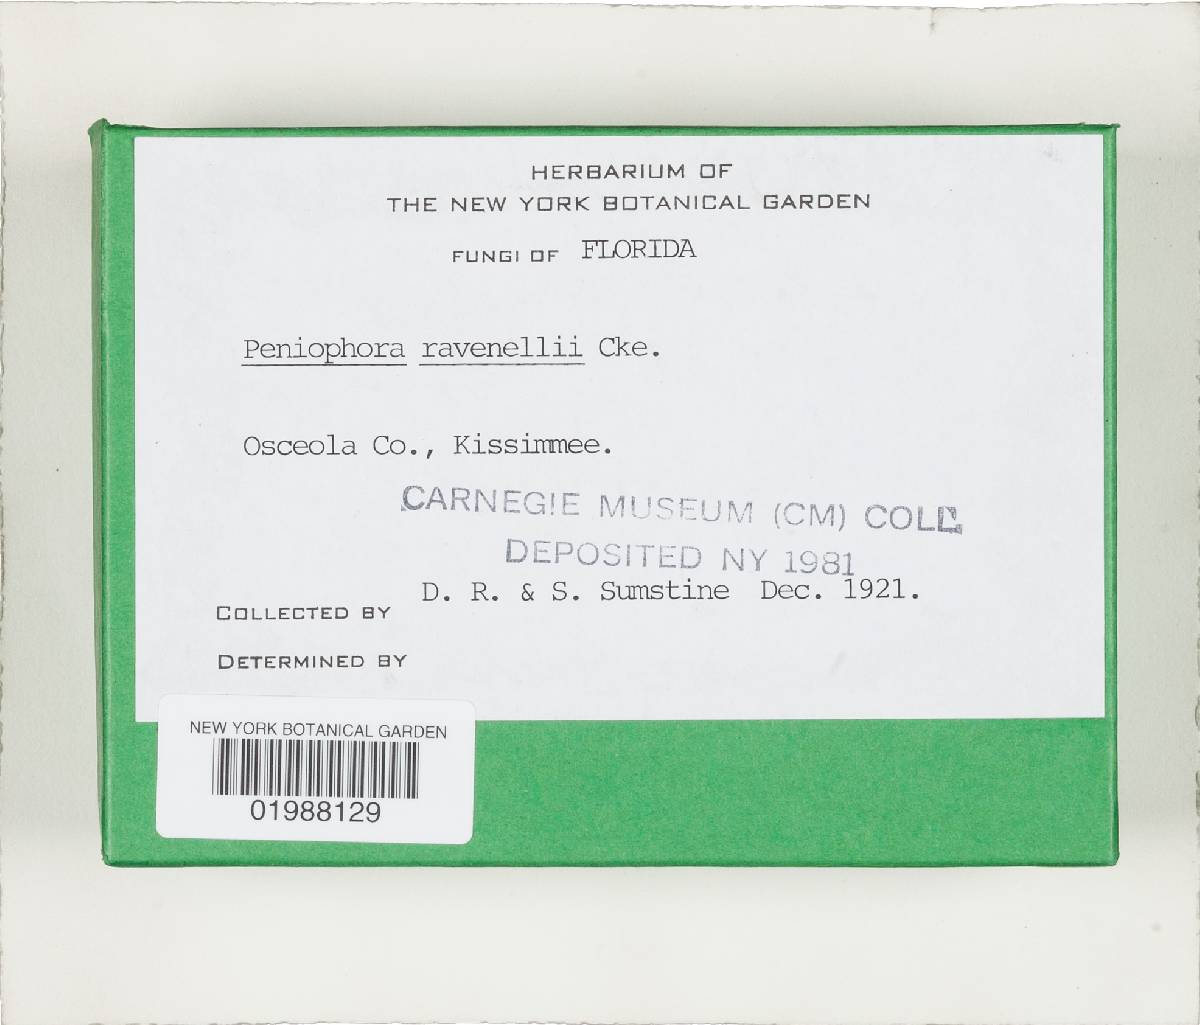 HERBARIUM OF
THE NEW YORK BOTANICAL GARDEN
FUNGI OF FLORIDA
Peniophora ravenellii Cke.
Osceola Co., Kissimmee.
CARNEGIE MUSEUM (CM) COLL.
DEPOSITED NY 1981
D. R. & S. Sumstine Dec. 1921.
COLLECTED BY
DETERMINED BY
NEW YORK BOTANICAL GARDEN
01988129